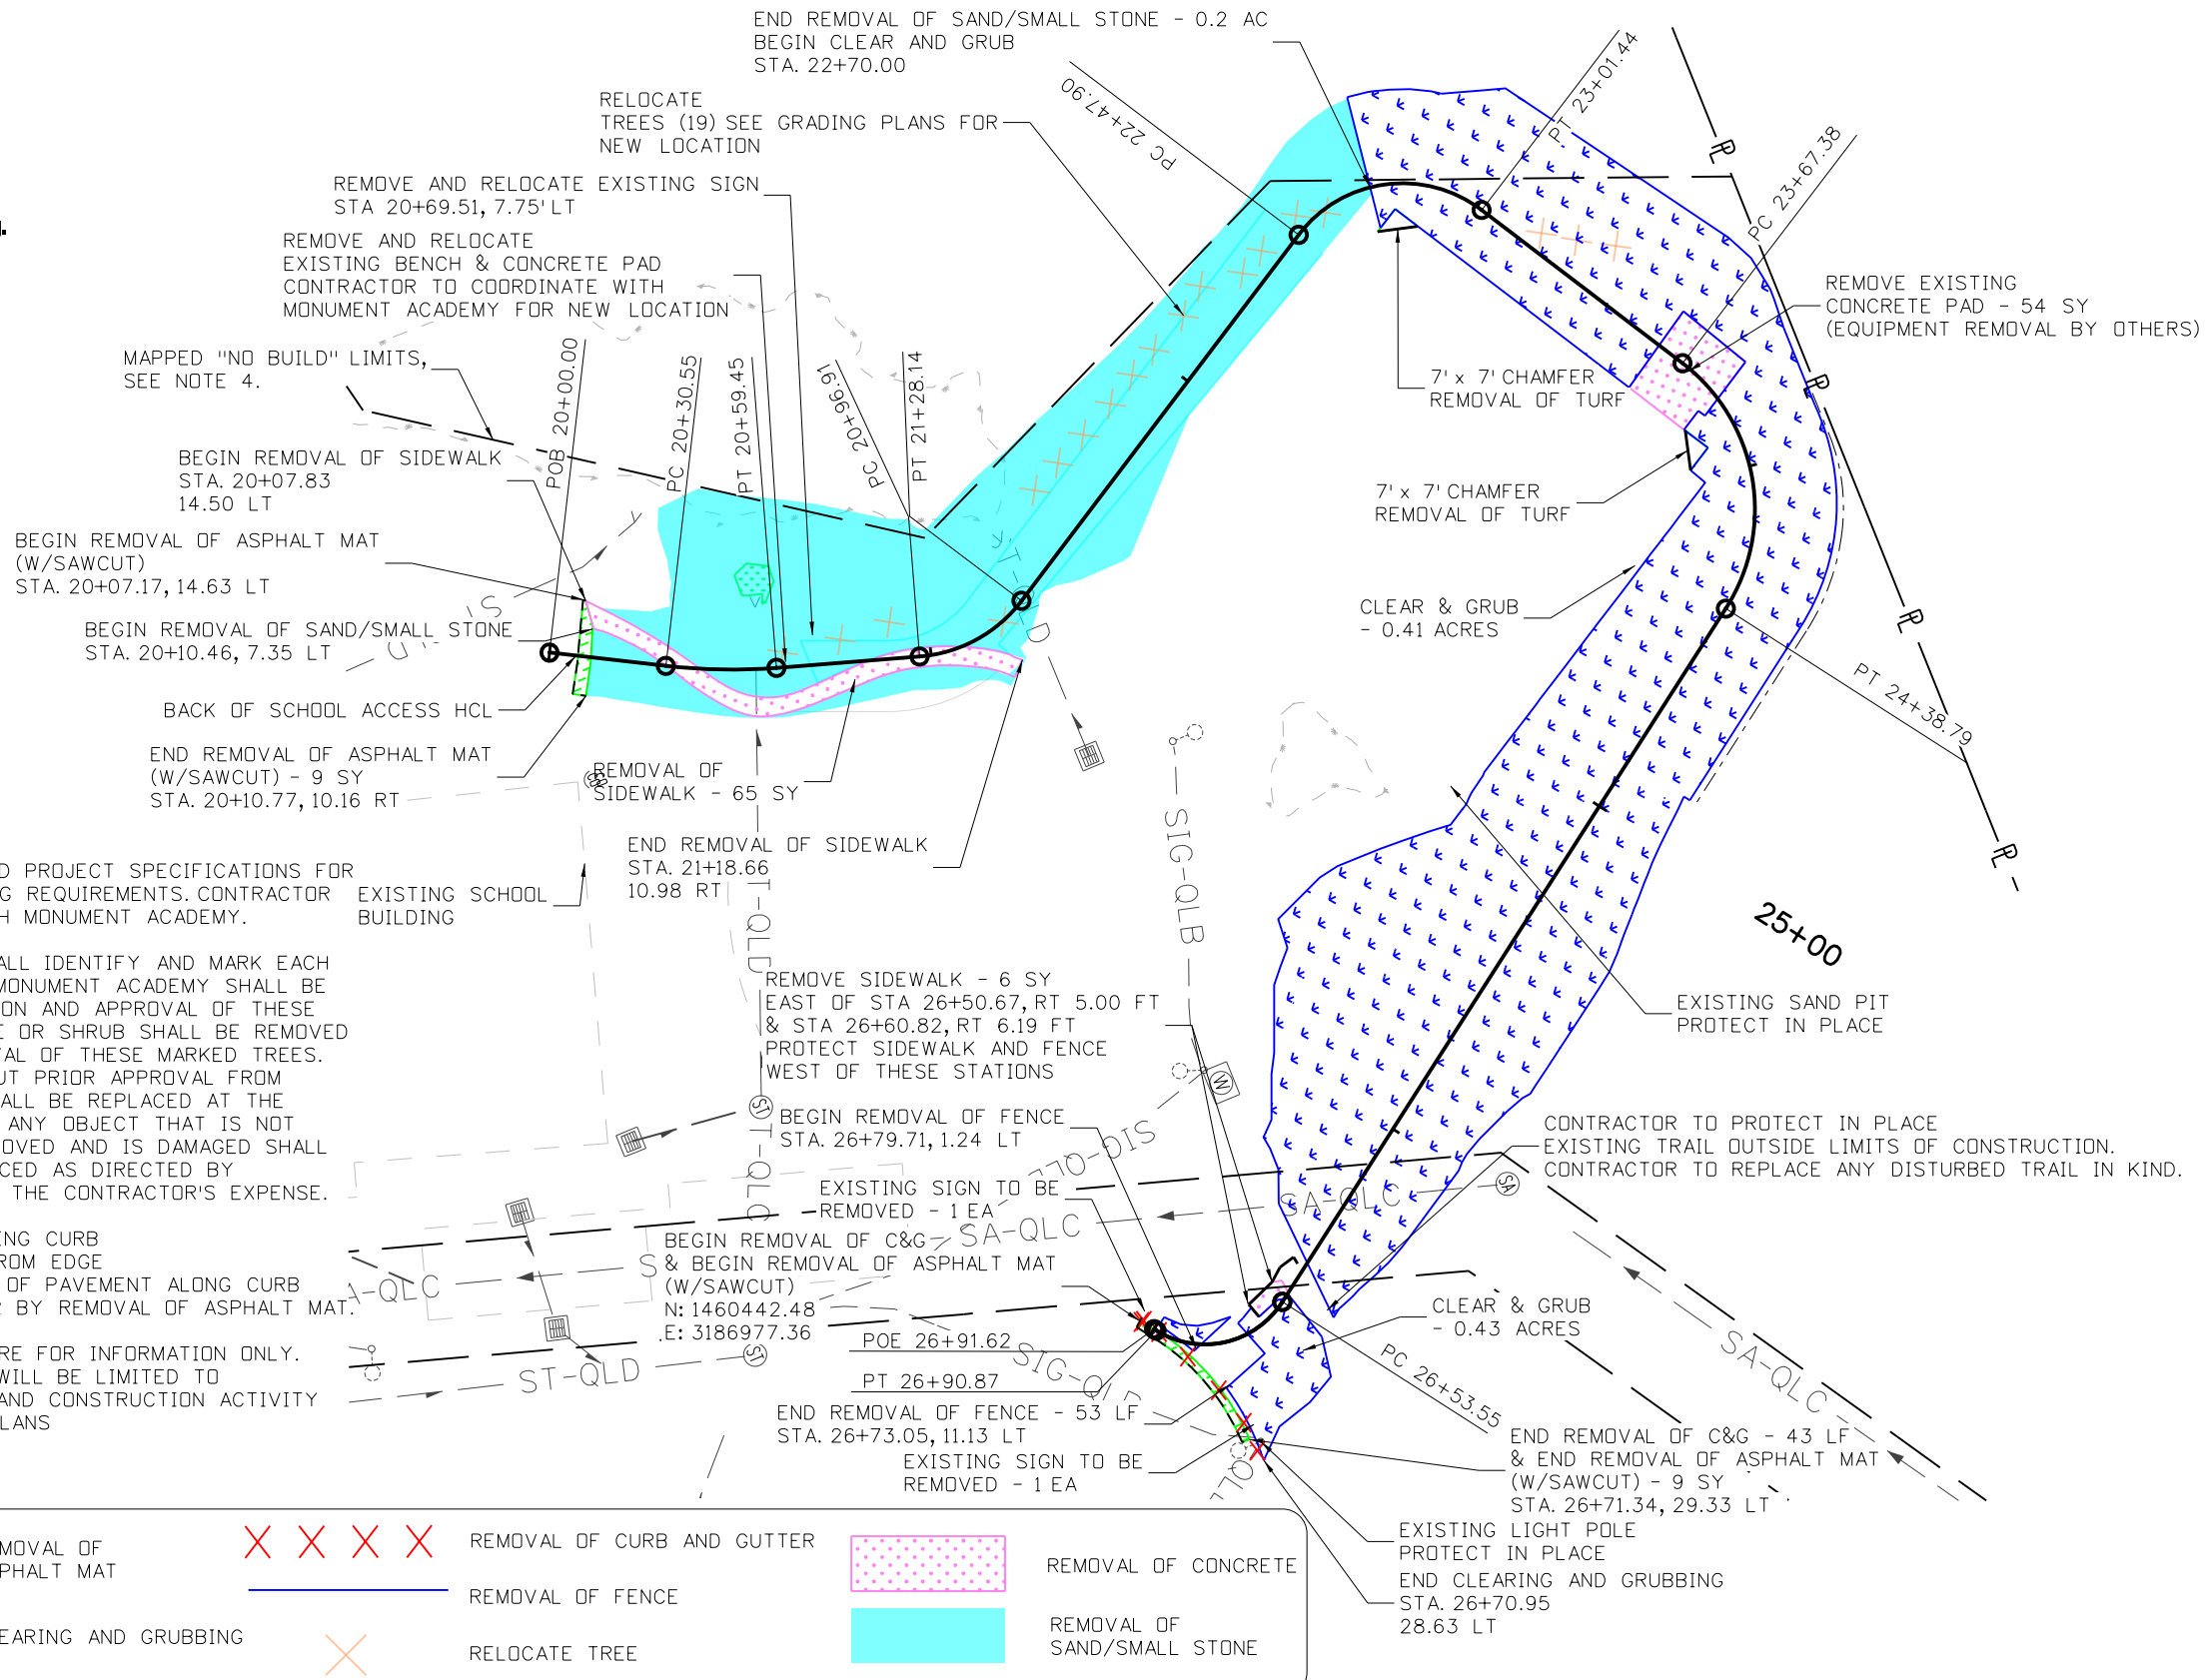 END REMOVAL OF SAND/SMALL STONE - 0.2 AC
BEGIN CLEAR AND GRUB
STA. 22+70.00
RELOCATE
TREES (19) SEE GRADING PLANS FOR
NEW LOCATION
PC 22+47.90
PT 23+01.44
PC 23+67.38
REMOVE AND RELOCATE EXISTING SIGN
STA 20+69.51, 7.75' LT
REMOVE AND RELOCATE
EXISTING BENCH & CONCRETE PAD
CONTRACTOR TO COORDINATE WITH
MONUMENT ACADEMY FOR NEW LOCATION
REMOVE EXISTING
CONCRETE PAD - 54 SY
(EQUIPMENT REMOVAL BY OTHERS)
MAPPED "NO BUILD" LIMITS,
SEE NOTE 4.
POB 20+00.00
PC 20+30.55
PT 20+59.45
PC 20+96.91
PT 21+28.14
7' x 7' CHAMFER
REMOVAL OF TURF
BEGIN REMOVAL OF SIDEWALK
STA. 20+07.83
14.50 LT
7' x 7' CHAMFER
REMOVAL OF TURF
BEGIN REMOVAL OF ASPHALT MAT
(W/SAWCUT)
STA. 20+07.17, 14.63 LT
BEGIN REMOVAL OF SAND/SMALL STONE
STA. 20+10.46, 7.35 LT
CLEAR & GRUB
- 0.41 ACRES
BACK OF SCHOOL ACCESS HCL
PT 24+38.79
END REMOVAL OF ASPHALT MAT
(W/SAWCUT) - 9 SY
STA. 20+10.77, 10.16 RT
REMOVAL OF
SIDEWALK - 65 SY
END REMOVAL OF SIDEWALK
STA. 21+18.66
10.98 RT
SIG-QLB
D PROJECT SPECIFICATIONS FOR
G REQUIREMENTS. CONTRACTOR
H MONUMENT ACADEMY.
EXISTING SCHOOL
BUILDING
T-QLD
25+00
ALL IDENTIFY AND MARK EACH
MONUMENT ACADEMY SHALL BE
ON AND APPROVAL OF THESE
E OR SHRUB SHALL BE REMOVED
VAL OF THESE MARKED TREES.
UT PRIOR APPROVAL FROM
ALL BE REPLACED AT THE
ANY OBJECT THAT IS NOT
OVED AND IS DAMAGED SHALL
CED AS DIRECTED BY
THE CONTRACTOR'S EXPENSE.
REMOVE SIDEWALK - 6 SY
EAST OF STA 26+50.67, RT 5.00 FT
& STA 26+60.82, RT 6.19 FT
PROTECT SIDEWALK AND FENCE
WEST OF THESE STATIONS
EXISTING SAND PIT
PROTECT IN PLACE
W
ST
ST-QLC
BEGIN REMOVAL OF FENCE
STA. 26+79.71, 1.24 LT
CONTRACTOR TO PROTECT IN PLACE
EXISTING TRAIL OUTSIDE LIMITS OF CONSTRUCTION.
CONTRACTOR TO REPLACE ANY DISTURBED TRAIL IN KIND.
EXISTING SIGN TO BE
REMOVED - 1 EA
SA-QLC
SA
SA-QLC
NG CURB
ROM EDGE
OF PAVEMENT ALONG CURB
BY REMOVAL OF ASPHALT MAT.
A-QLC
S
BEGIN REMOVAL OF C&G
& BEGIN REMOVAL OF ASPHALT MAT
(W/SAWCUT)
N: 1460442.48
E: 3186977.36
CLEAR & GRUB
- 0.43 ACRES
RE FOR INFORMATION ONLY.
WILL BE LIMITED TO
AND CONSTRUCTION ACTIVITY
LANS
ST-QLD
ST
POE 26+91.62
PT 26+90.87
PC 26+53.55
SA-QLC
END REMOVAL OF FENCE - 53 LF
STA. 26+73.05, 11.13 LT
EXISTING SIGN TO BE
REMOVED - 1 EA
END REMOVAL OF C&G - 43 LF
& END REMOVAL OF ASPHALT MAT
(W/SAWCUT) - 9 SY
STA. 26+71.34, 29.33 LT
EXISTING LIGHT POLE
PROTECT IN PLACE
END CLEARING AND GRUBBING
STA. 26+70.95
28.63 LT
MOVAL OF
PHALT MAT
REMOVAL OF CURB AND GUTTER
REMOVAL OF FENCE
EARING AND GRUBBING
RELOCATE TREE
REMOVAL OF CONCRETE
REMOVAL OF
SAND/SMALL STONE